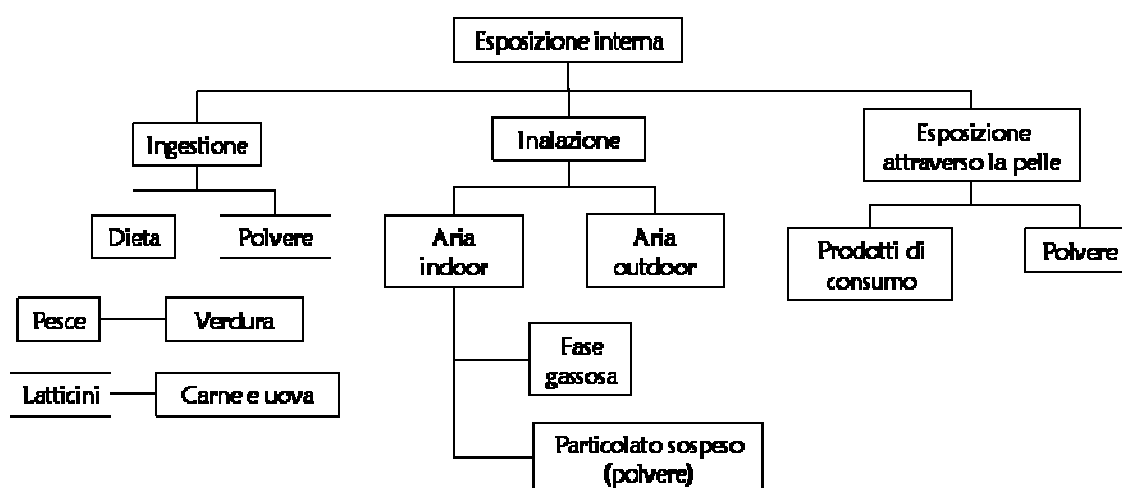 Esposizione interna
Ingestione
Inalazione
Esposizione
attraverso la pelle
Dieta
Polvere
Aria
indoor
Aria
outdoor
Prodotti di
consumo
Polvere
Pesce
Verdura
Latticini
Carne e uova
Fase
gassosa
Particolato sospeso
(polvere)